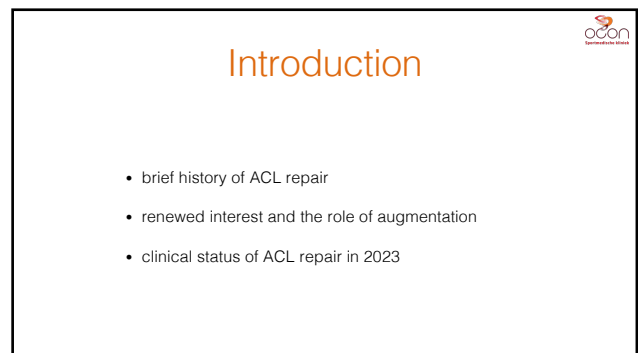 ocon
Sportmedische kliniek
Introduction
• brief history of ACL repair
• renewed interest and the role of augmentation
• clinical status of ACL repair in 2023